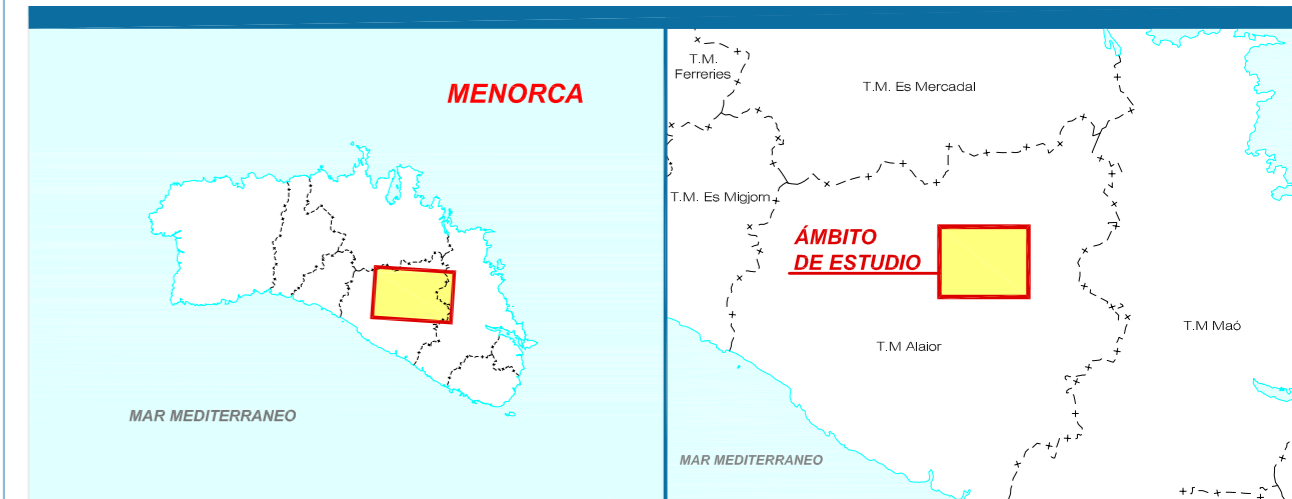 MENORCA
MAR MEDITERRANEO
T.M.
Ferreries
T.M. Es Mercadal
T.M. Es Migjorn
ÁMBITO
DE ESTUDIO
T.M Maó
T.M Alaior
MAR MEDITERRANEO